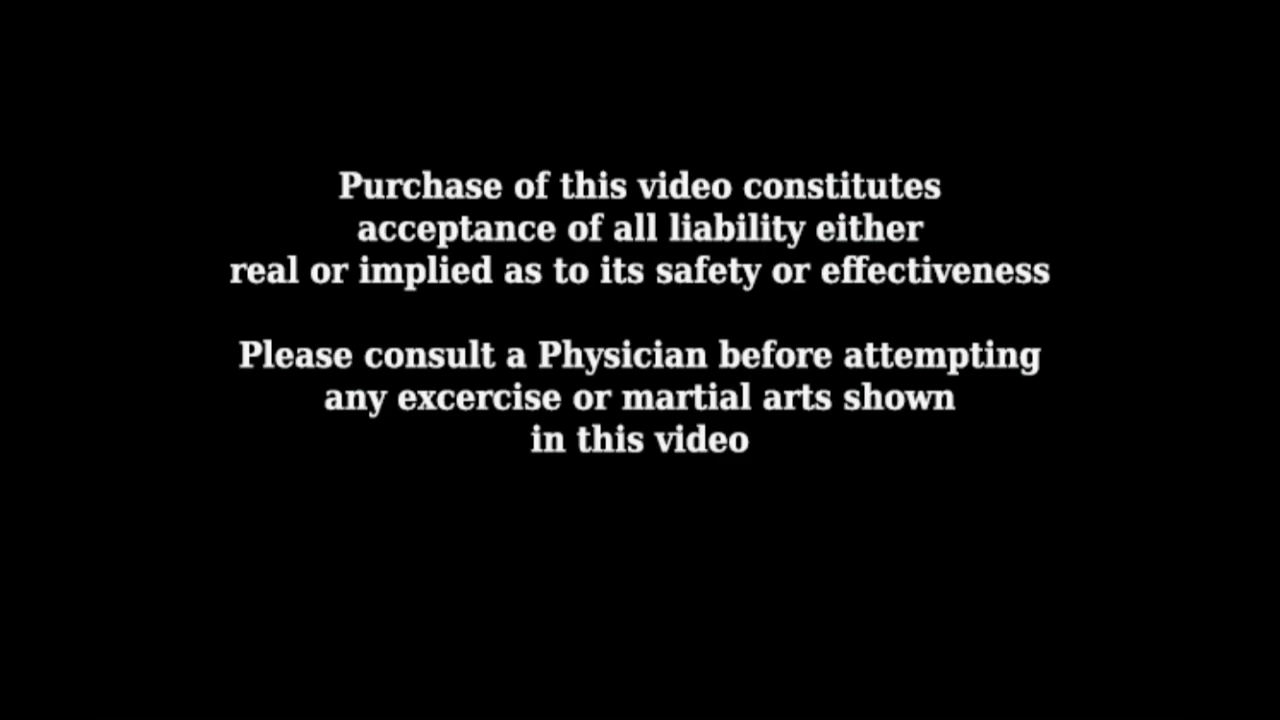 Purchase of this video constitutes
acceptance of all liability either
real or implied as to its safety or effectiveness
Please consult a Physician before attempting
any excercise or martial arts shown
in this video